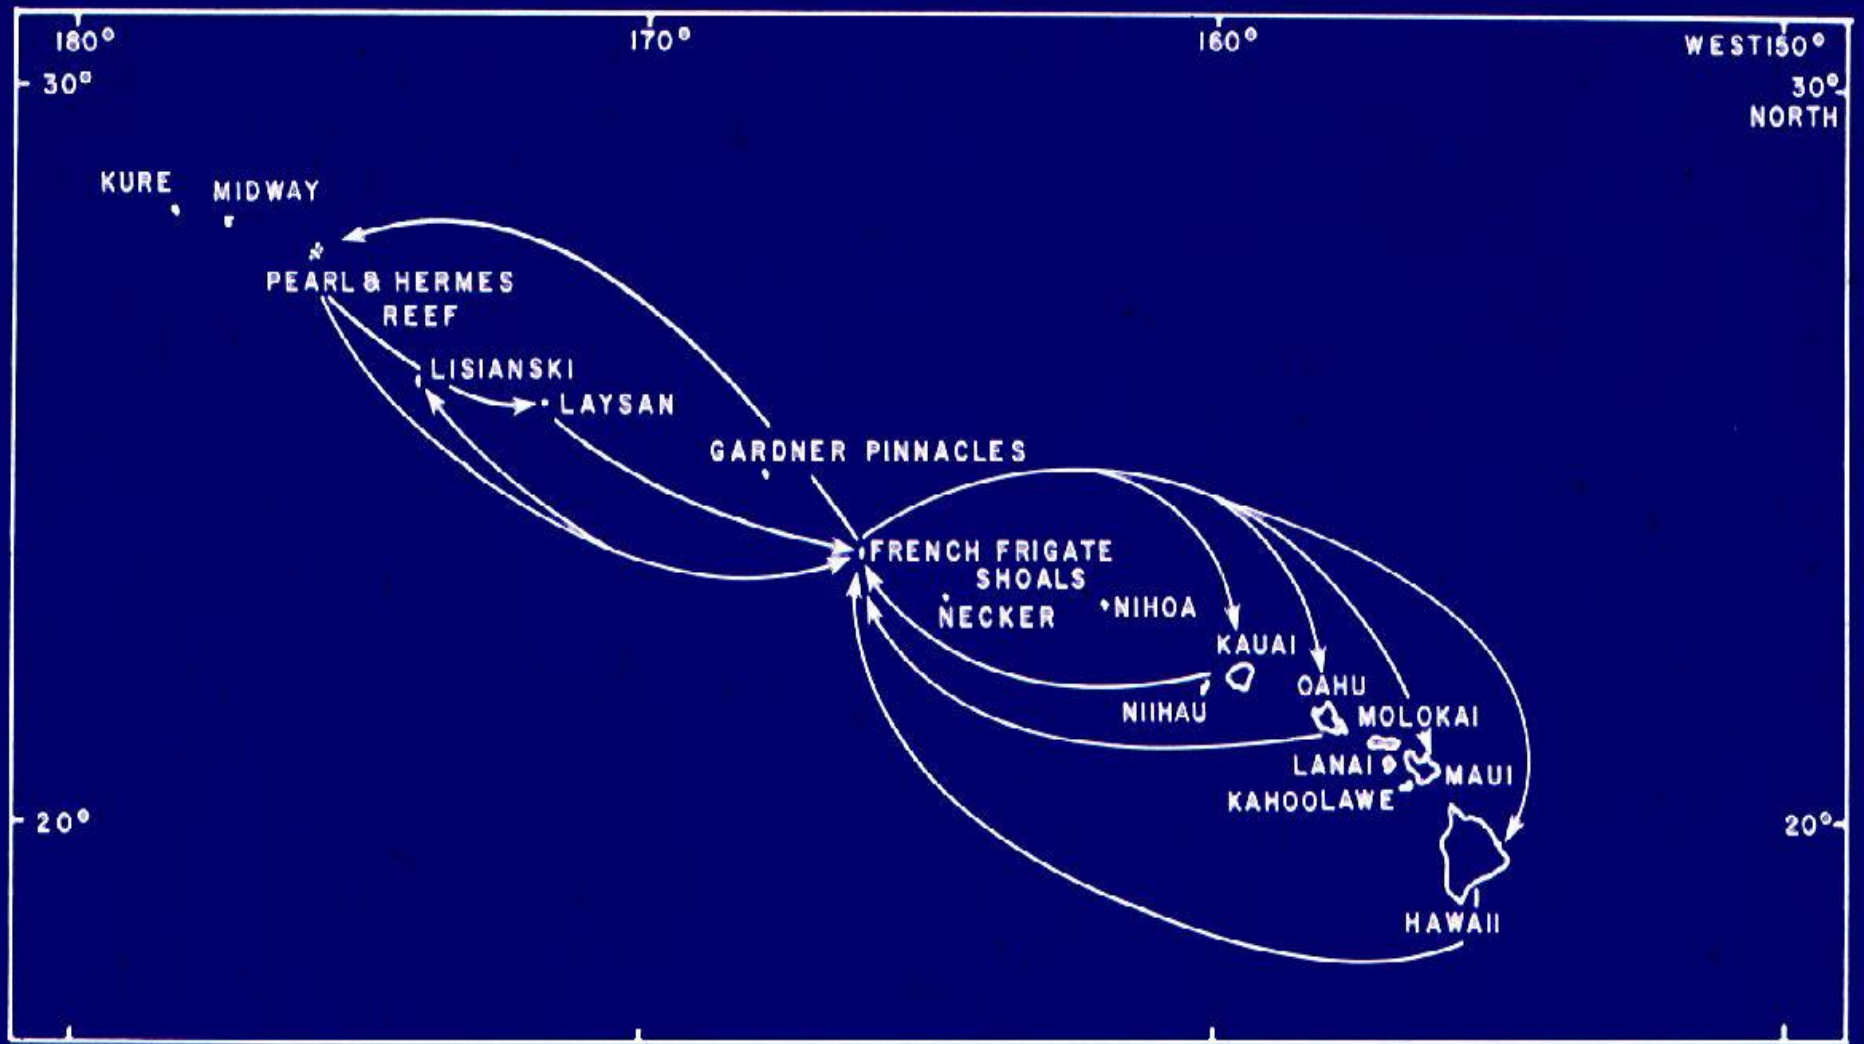 180°
170°
160°
WEST150°
30°
30°
NORTH
KURE
MIDWAY
PEARL & HERMES
REEF
LISIANSKI
LAYSAN
GARDNER PINNACLES
FRENCH FRIGATE
SHOALS
NECKER
NIHOA
KAUAI
NIIHAU
OAHU
MOLOKAI
LANAI
MAUI
KAHOOLAWE
20°
20°
HAWAII